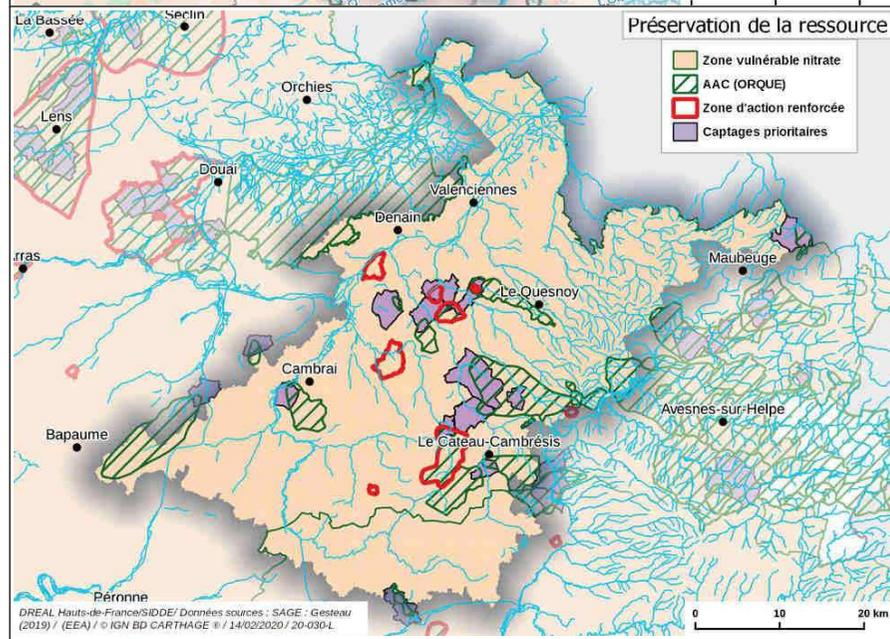 Préservation de la ressource
Zone vulnérable nitrate
AAC (ORQUE)
Zone d'action renforcée
Captages prioritaires
La Bassée
Seclin
Orchies
Lens
Douai
Valenciennes
Denain
rras
Maubeuge
Le Quesnoy
Cambrai
Avesnes-sur-Helpe
Bapaume
Le Cateau-Cambrésis
Péronne
DREAL Hauts-de-France/SIDDE/ Données sources : SAGE : Gesteau
(2019) / (EEA) / © IGN BD CARTHAGE ® / 14/02/2020 / 20-030-L
0 10 20 km